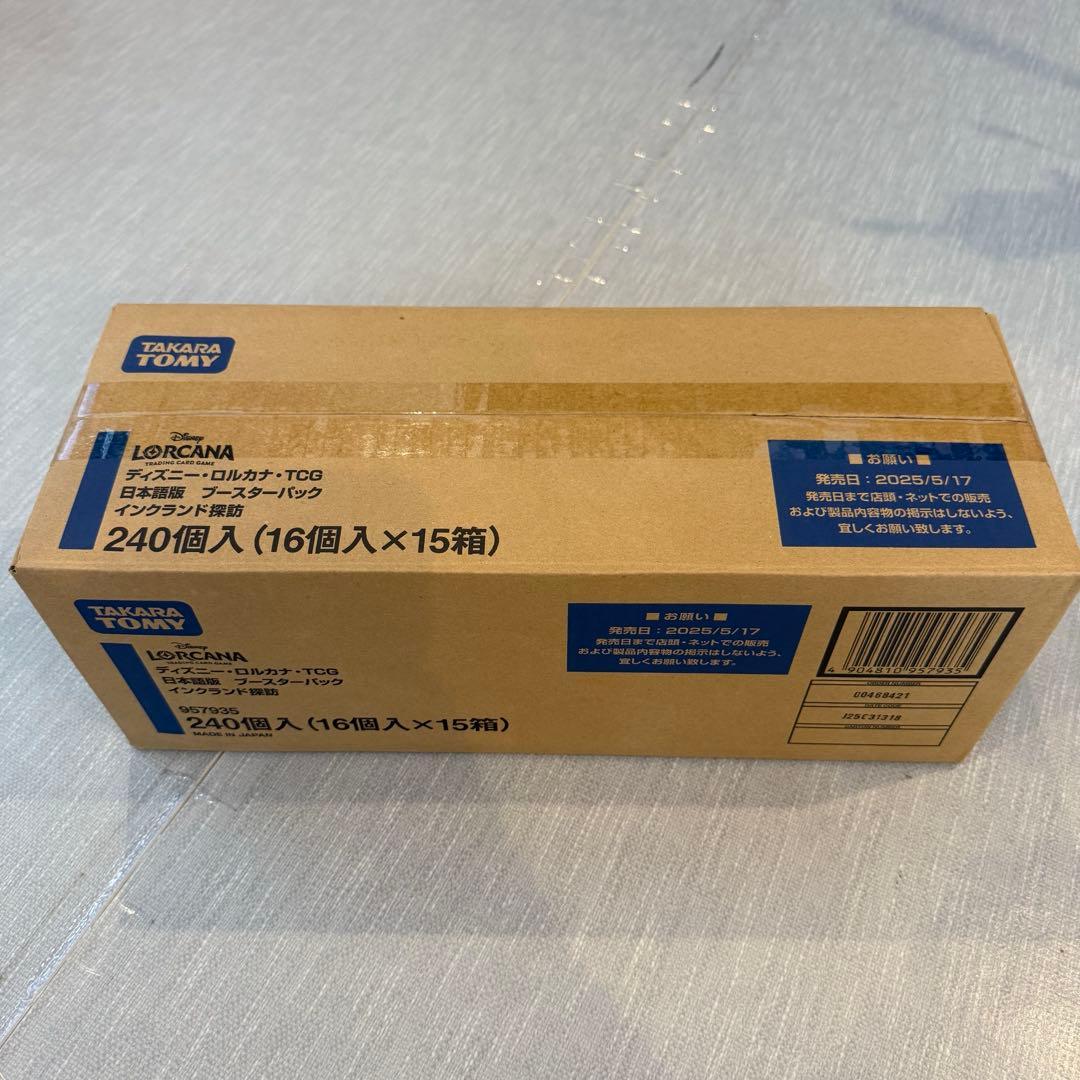 TAKARA
TOMY
Disney
LORCANA
TRADING CARD GAME
ディズニー・ロルカナ・TCG
日本語版 ブースターパック
インクランド探訪
240個入（16個入×15箱）
■ お願い ■
発売日：2025/5/17
発売日まで店頭・ネットでの販売
および製品内容物の掲示はしないよう、
宜しくお願い致します。
TAKARA
TOMY
Disney
LORCANA
TRADING CARD GAME
ディズニー・ロルカナ・TCG
日本語版 ブースターパック
インクランド探訪
957935
240個入（16個入×15箱）
MADE IN JAPAN
■ お願い ■
発売日：2025/5/17
発売日まで店頭・ネットでの販売
および製品内容物の掲示はしないよう、
宜しくお願い致します。
4 904810 957935
ORDER NUMBER
00468421
DATE CODE
J25C31318
CARTON NUMBER